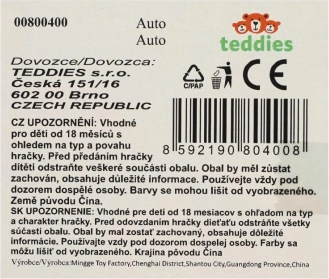 00800400 Auto
Auto
teddies
Dovozce/Dovozca:
TEDDIES s.r.o.
Česká 151/16
602 00 Brno
CZECH REPUBLIC
C/PAP
CE
8 592190 804008
CZ UPOZORNĚNÍ: Vhodné
pro děti od 18 měsíců s
ohledem na typ a povahu
hračky. Před předáním hračky
dítěti odstraňte veškeré součásti obalu. Obal by měl zůstat
zachován, obsahuje důležité informace. Používejte vždy pod
dozorem dospělé osoby. Barvy se mohou lišit od vyobrazeného.
Země původu Čína.
SK UPOZORNENIE: Vhodné pre deti od 18 mesiacov s ohľadom na typ
a charakter hračky. Pred odovzdaním hračky dieťaťu odstráňte všetky
súčasti obalu. Obal by mal zostať zachovaný, obsahuje dôležité
informácie. Používajte vždy pod dozorom dospelej osoby. Farby sa
môžu líšiť od vyobrazeného. Krajina pôvodu Čína
Výrobce/Výrobca:Mingge Toy Factory,Chenghai District,Shantou City,Guangdong Province,China